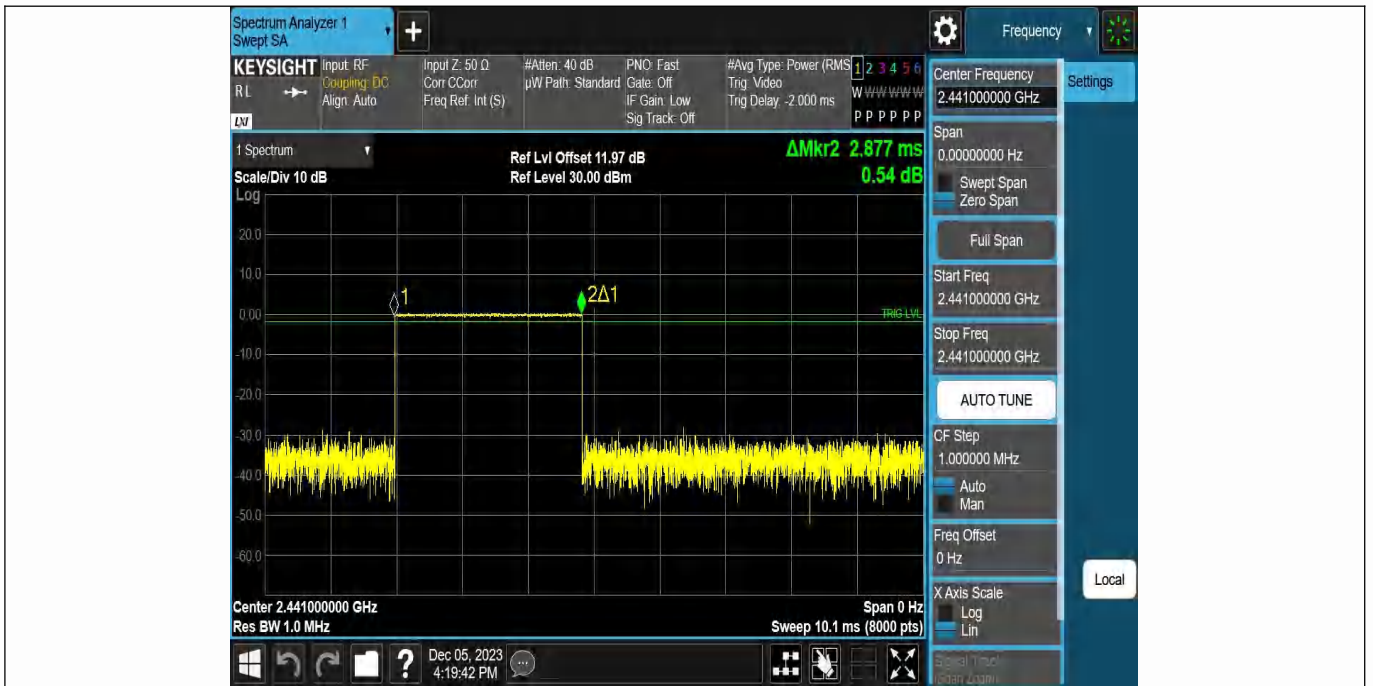 Spectrum Analyzer 1
Swept SA
+
Frequency
KEYSIGHT
RL
LXI
Input: RF
Coupling: DC
Align: Auto
Input Z: 50 Ω
Corr CCorr
Freq Ref: Int (S)
#Atten: 40 dB
µW Path: Standard
PNO: Fast
Gate: Off
IF Gain: Low
Sig Track: Off
#Avg Type: Power (RMS
Trig: Video
Trig Delay: -2.000 ms
1 2 3 4 5 6
W W W W W W
P P P P P P
Center Frequency
2.441000000 GHz
Settings
1 Spectrum
Scale/Div 10 dB
Log
Ref Lvl Offset 11.97 dB
Ref Level 30.00 dBm
ΔMkr2 2.877 ms
0.54 dB
20.0
10.0
0.00
-10.0
-20.0
-30.0
-40.0
-50.0
-60.0
1
2Δ1
TRIG LVL
Center 2.441000000 GHz
Res BW 1.0 MHz
Span 0 Hz
Sweep 10.1 ms (8000 pts)
Span
0.00000000 Hz
Swept Span
Zero Span
Full Span
Start Freq
2.441000000 GHz
Stop Freq
2.441000000 GHz
AUTO TUNE
CF Step
1.000000 MHz
Auto
Man
Freq Offset
0 Hz
X Axis Scale
Log
Lin
Signal Track
(Span Zoom)
Local
?
Dec 05, 2023
4:19:42 PM